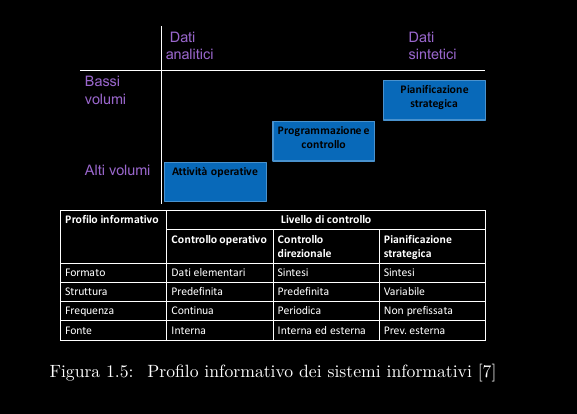 Dati analitici
Dati sintetici
Bassi volumi
Pianificazione strategica
Programmazione e controllo
Alti volumi
Attività operative
Profilo informativo
Livello di controllo
Controllo operativo
Controllo direzionale
Pianificazione strategica
Formato
Dati elementari
Sintesi
Sintesi
Struttura
Predefinita
Predefinita
Variabile
Frequenza
Continua
Periodica
Non prefissata
Fonte
Interna
Interna ed esterna
Prev. esterna
Figura 1.5: Profilo informativo dei sistemi informativi [7]